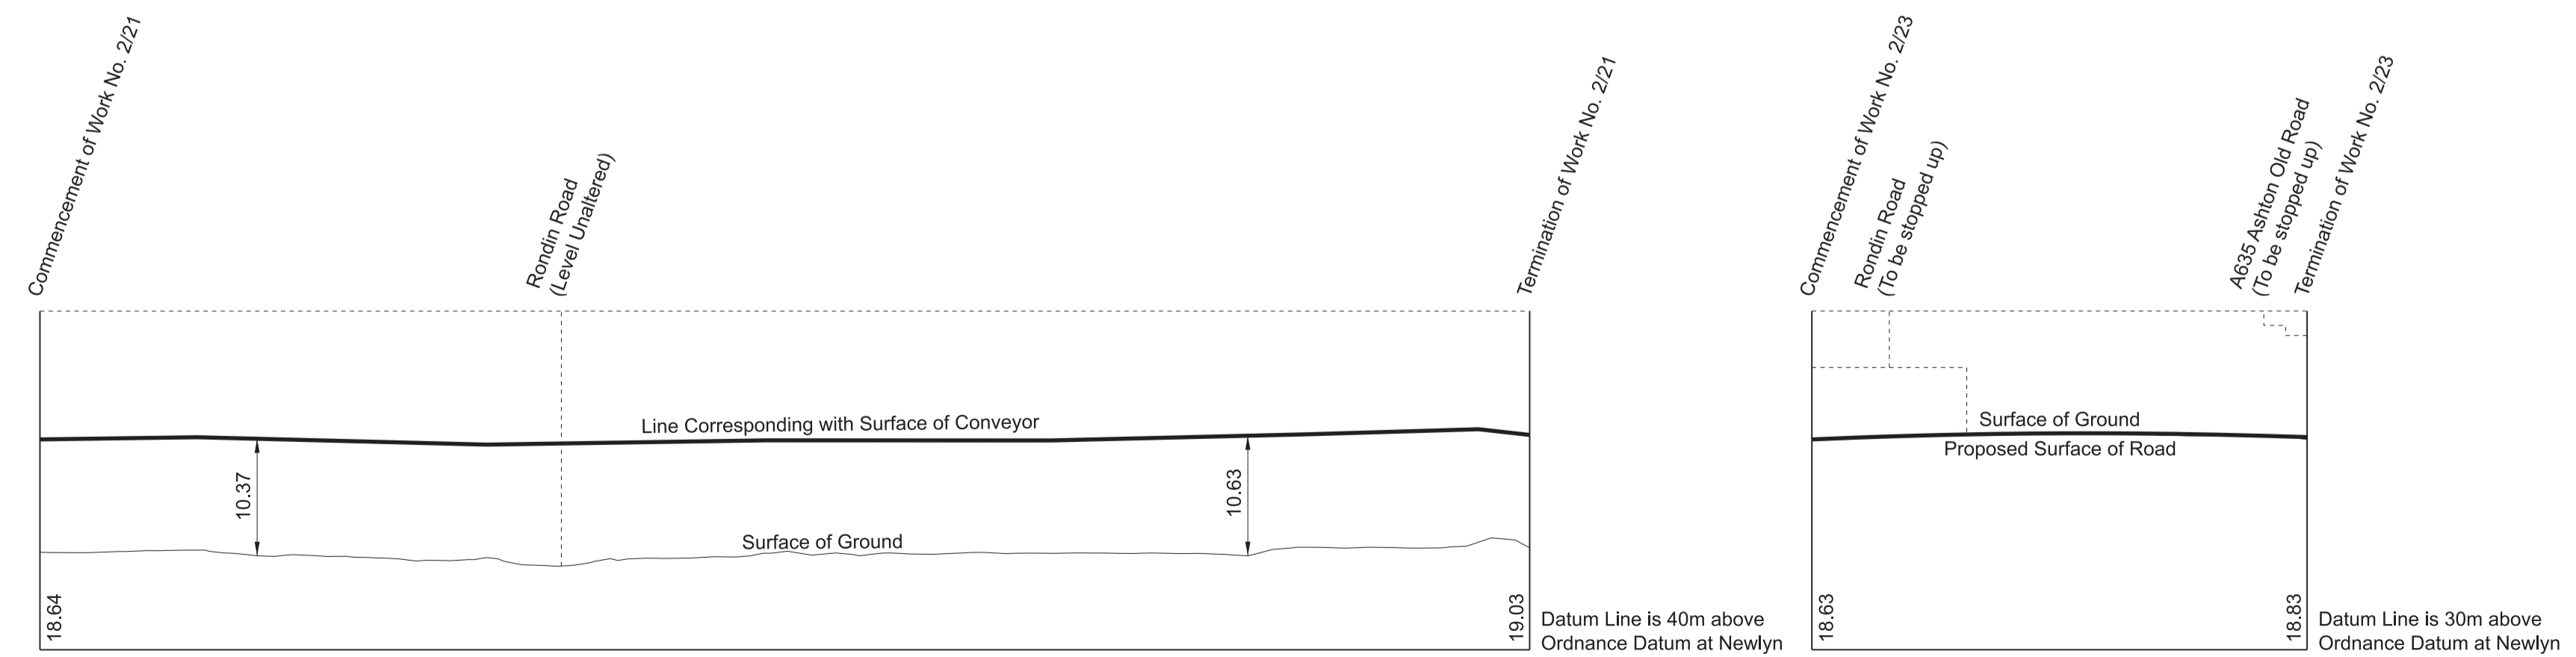 Commencement of Work No. 2/21
Rondin Road
(Level Unaltered)
Termination of Work No. 2/21
Line Corresponding with Surface of Conveyor
10.37
10.63
Surface of Ground
18.64
19.03
Datum Line is 40m above
Ordnance Datum at Newlyn
Commencement of Work No. 2/23
Rondin Road
(To be stopped up)
A635 Ashton Old Road
(To be stopped up)
Termination of Work No. 2/23
Surface of Ground
Proposed Surface of Road
18.63
18.83
Datum Line is 30m above
Ordnance Datum at Newlyn